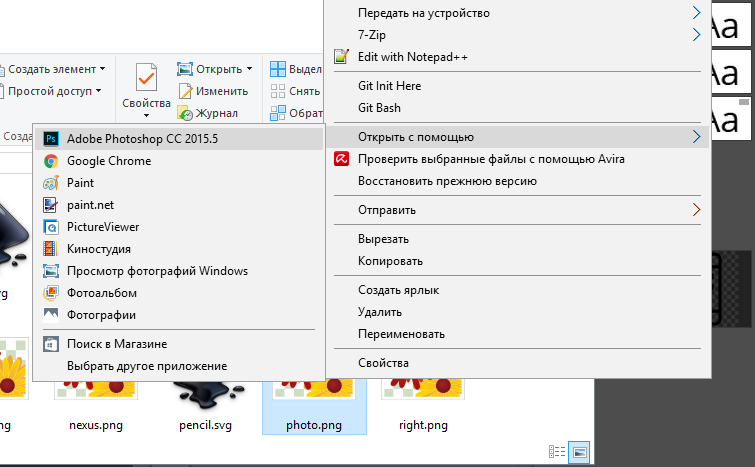 Передать на устройство
7-Zip
Edit with Notepad++
Git Init Here
Git Bash
Открыть с помощью
Проверить выбранные файлы с помощью Avira
Восстановить прежнюю версию
Отправить
Вырезать
Копировать
Создать ярлык
Удалить
Переименовать
Свойства
Aa
Aa
Aa
Создать элемент
Простой доступ
Созда
Свойства
Открыть
Изменить
Журнал
Выдел
Снять
Обрат
Adobe Photoshop CC 2015.5
Google Chrome
Paint
paint.net
PictureViewer
Киностудия
Просмотр фотографий Windows
Фотоальбом
Фотографии
Поиск в Магазине
Выбрать другое приложение
vg
ng
nexus.png
pencil.svg
photo.png
right.png